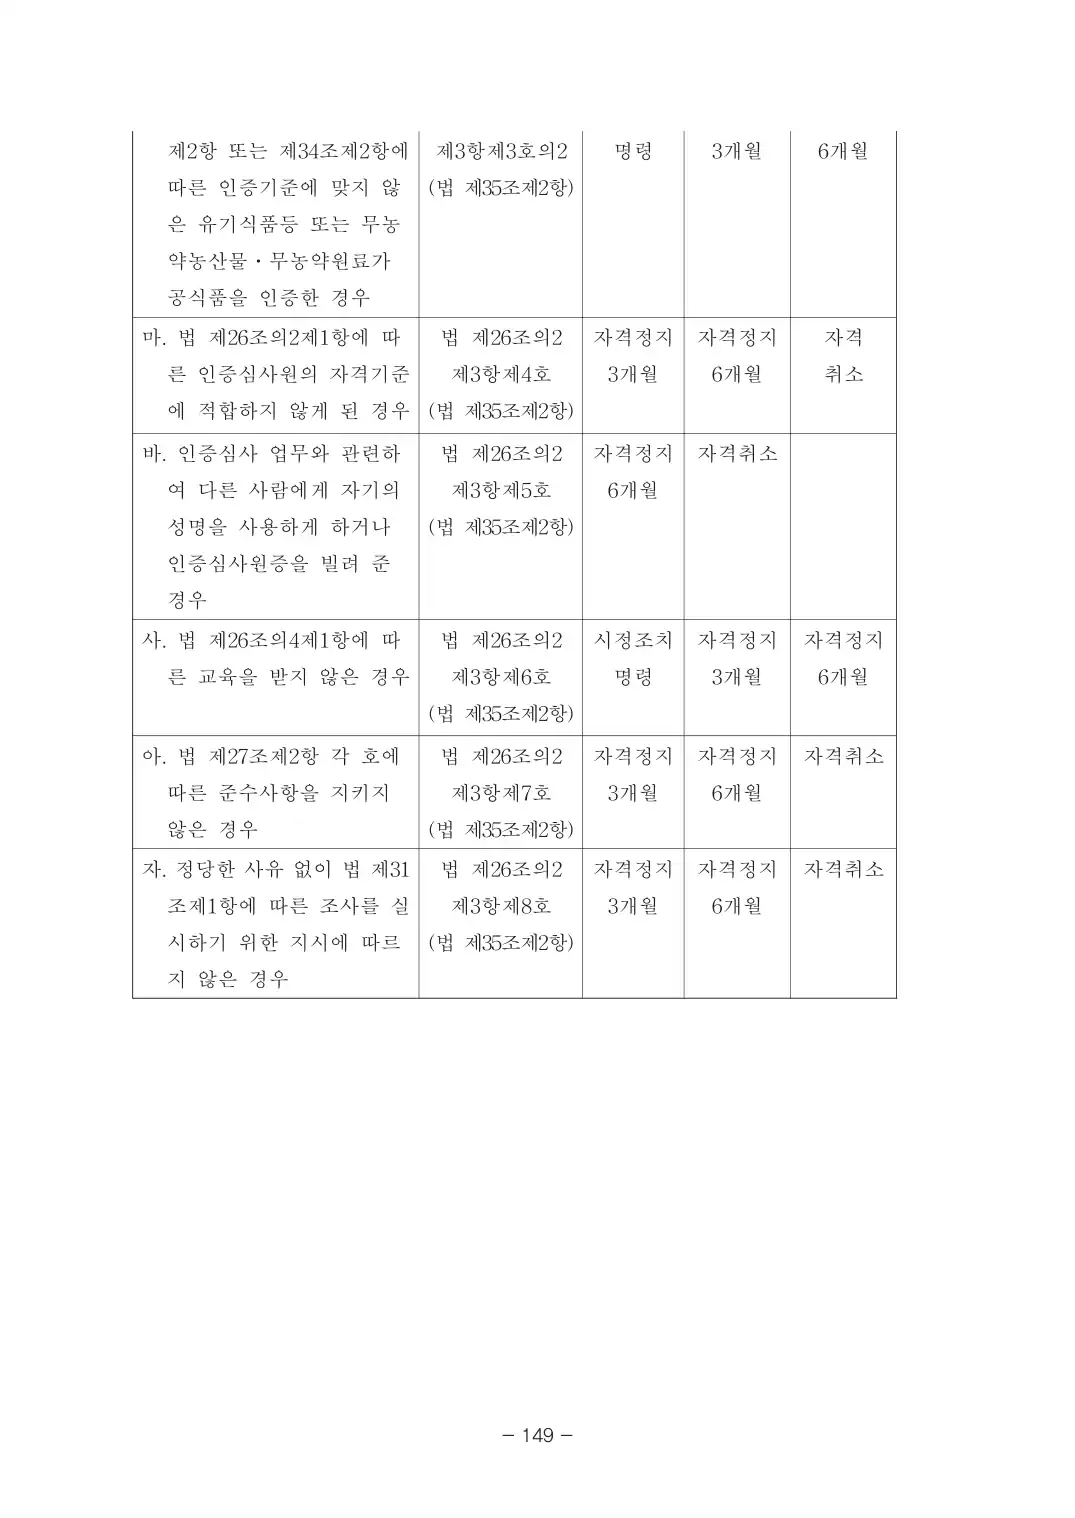 제2항 또는 제34조제2항에 제3항제3호의2 명령 3개월 6개월
따른 인증기준에 맞지 않 (법 제35조제2항)
은 유기식품등 또는 무농
약농산물·무농약원료가
공식품을 인증한 경우
마. 법 제26조의2제1항에 따 법 제26조의2 자격정지 자격정지 자격
른 인증심사원의 자격기준 제3항제4호 3개월 6개월 취소
에 적합하지 않게 된 경우 (법 제35조제2항)
바. 인증심사 업무와 관련하 법 제26조의2 자격정지 자격취소
여 다른 사람에게 자기의 제3항제5호 6개월
성명을 사용하게 하거나 (법 제35조제2항)
인증심사원증을 빌려 준
경우
사. 법 제26조의4제1항에 따 법 제26조의2 시정조치 자격정지 자격정지
른 교육을 받지 않은 경우 제3항제6호 명령 3개월 6개월
(법 제35조제2항)
아. 법 제27조제2항 각 호에 법 제26조의2 자격정지 자격정지 자격취소
따른 준수사항을 지키지 제3항제7호 3개월 6개월
않은 경우 (법 제35조제2항)
자. 정당한 사유 없이 법 제31 법 제26조의2 자격정지 자격정지 자격취소
조제1항에 따른 조사를 실 제3항제8호 3개월 6개월
시하기 위한 지시에 따르 (법 제35조제2항)
지 않은 경우
- 149 -